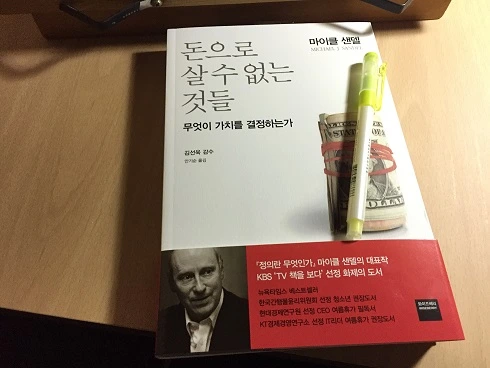 돈으로
살 수 없는
것들
무엇이 가치를 결정하는가
마이클 샌델
MICHAEL J. SANDEL
김선욱 감수
안기순 옮김
『정의란 무엇인가』 마이클 샌델의 대표작
KBS 'TV 책을 보다' 선정 화제의 도서
뉴욕타임스 베스트셀러
한국간행물윤리위원회 선정 청소년 권장도서
현대경제연구원 선정 CEO 여름휴가 필독서
KT경제경영연구소 선정 IT리더 여름휴가 권장도서
와이즈베리